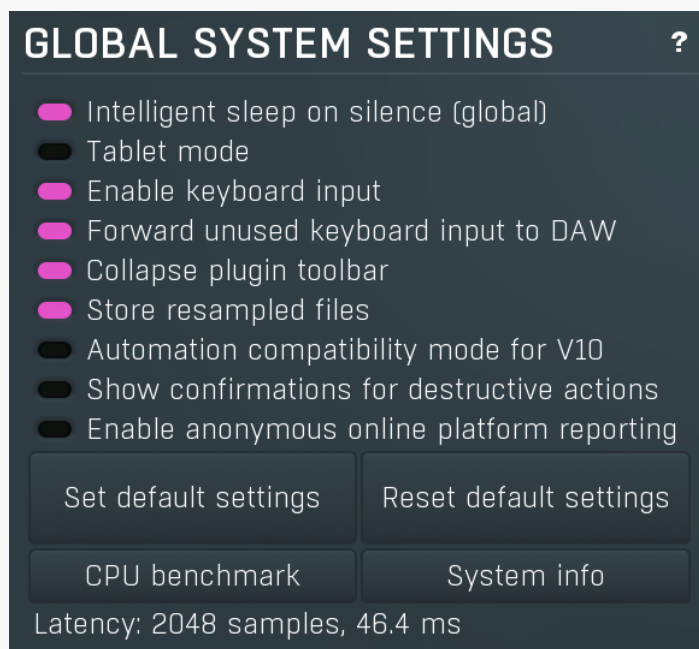 GLOBAL SYSTEM SETTINGS ?
Intelligent sleep on silence (global)
Tablet mode
Enable keyboard input
Forward unused keyboard input to DAW
Collapse plugin toolbar
Store resampled files
Automation compatibility mode for V10
Show confirmations for destructive actions
Enable anonymous online platform reporting
Set default settings Reset default settings
CPU benchmark System info
Latency: 2048 samples, 46.4 ms